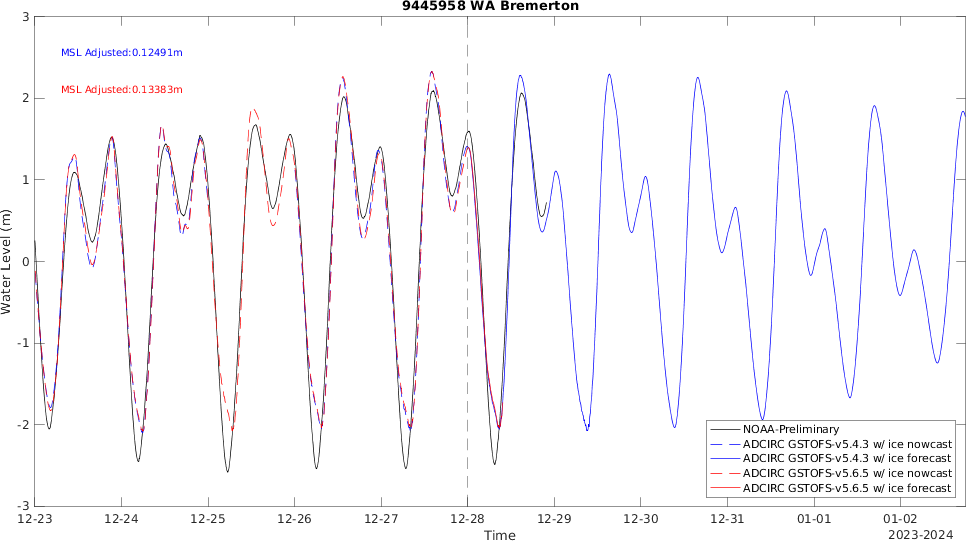 9445958 WA Bremerton
3
2
1
0
-1
-2
-3
Water Level (m)
MSL Adjusted:0.12491m
MSL Adjusted:0.13383m
NOAA-Preliminary
ADCIRC GSTOFS-v5.4.3 w/ ice nowcast
ADCIRC GSTOFS-v5.4.3 w/ ice forecast
ADCIRC GSTOFS-v5.6.5 w/ ice nowcast
ADCIRC GSTOFS-v5.6.5 w/ ice forecast
12-23 12-24 12-25 12-26 12-27 12-28 12-29 12-30 12-31 01-01 01-02
Time
2023-2024